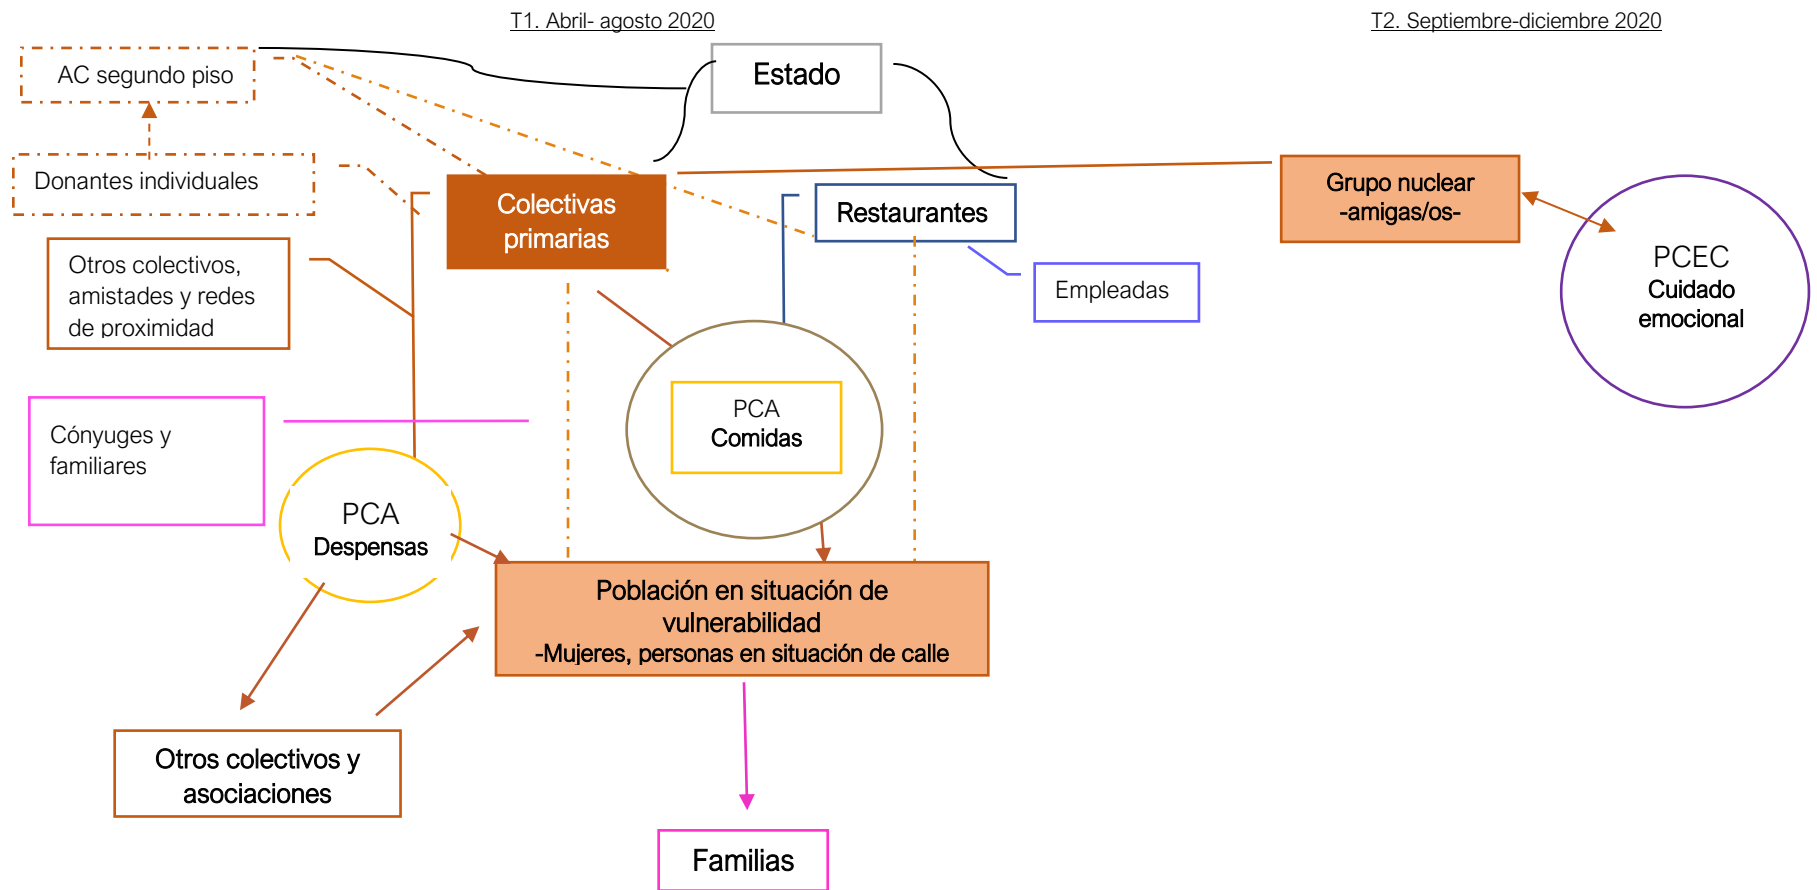 T1. Abril- agosto 2020
T2. Septiembre-diciembre 2020
AC segundo piso
Estado
Donantes individuales
Colectivas
primarias
Restaurantes
Grupo nuclear
-amigas/os-
Otros colectivos,
amistades y redes
de proximidad
Empleadas
PCEC
Cuidado
emocional
Cónyuges y
familiares
PCA
Comidas
PCA
Despensas
Población en situación de
vulnerabilidad
-Mujeres, personas en situación de calle
Otros colectivos y
asociaciones
Familias